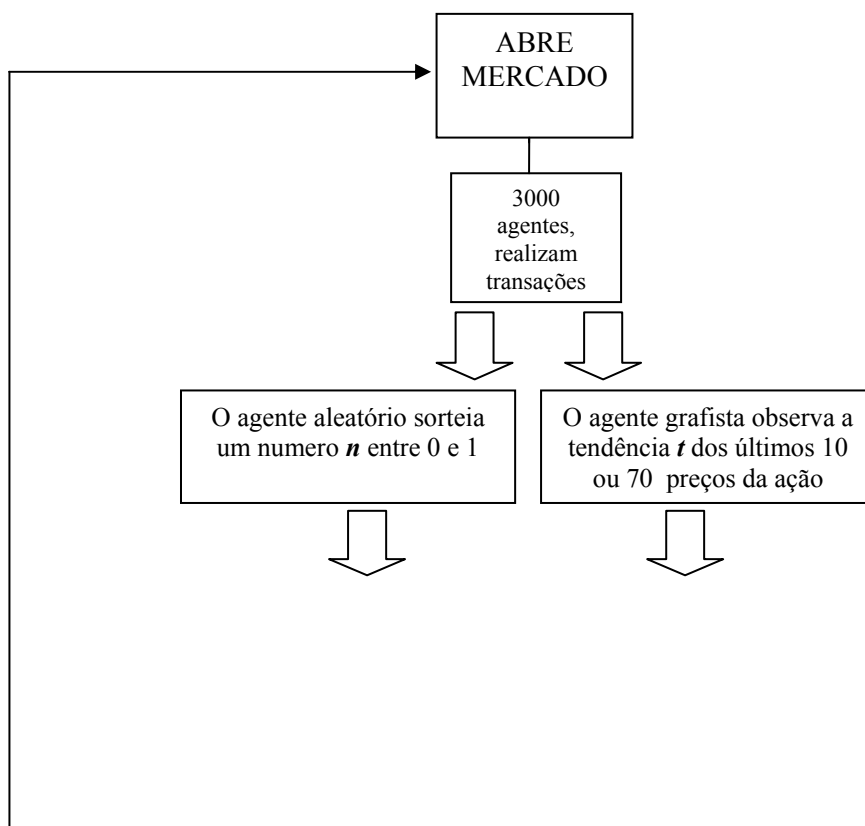 ABRE
MERCADO
3000
agentes,
realizam
transações
O agente aleatório sorteia
um numero n entre 0 e 1
O agente grafista observa a
tendência t dos últimos 10
ou 70 preços da ação